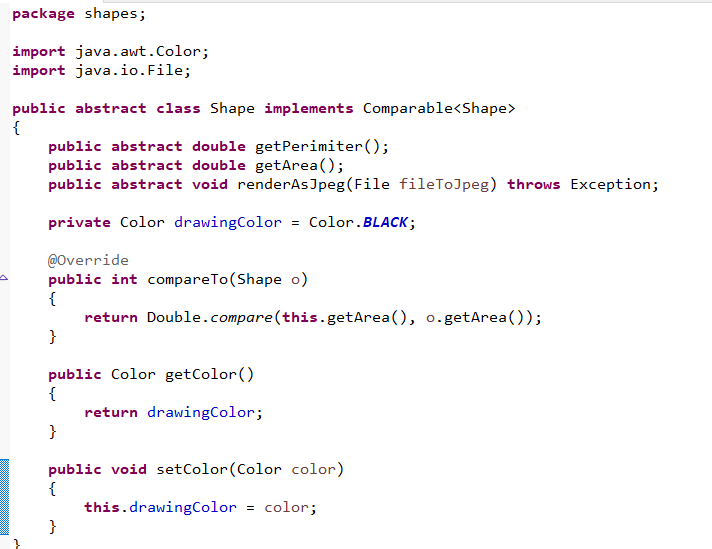 package shapes;
import java.awt.Color;
import java.io.File;
public abstract class Shape implements Comparable<Shape>
{
    public abstract double getPerimiter();
    public abstract double getArea();
    public abstract void renderAsJpeg(File fileToJpeg) throws Exception;
    private Color drawingColor = Color.BLACK;
    @Override
    public int compareTo(Shape o)
    {
        return Double.compare(this.getArea(), o.getArea());
    }
    public Color getColor()
    {
        return drawingColor;
    }
    public void setColor(Color color)
    {
        this.drawingColor = color;
    }
}